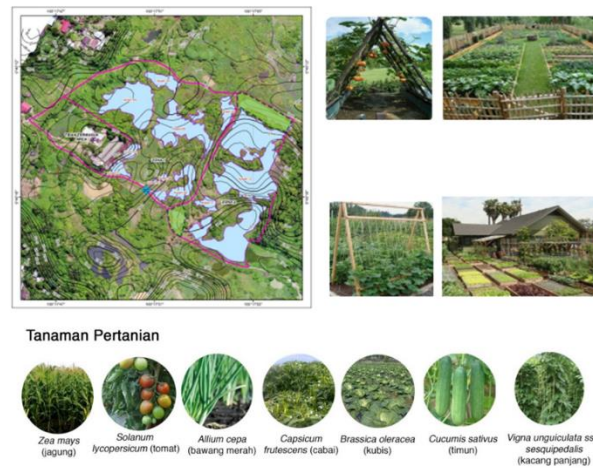 Tanaman Pertanian
Zea mays
(jagung)
Solanum
lycopersicum (tomat)
Allium cepa
(bawang merah)
Capsicum
frutescens (cabai)
Brassica oleracea
(kubis)
Cucumis sativus
(timun)
Vigna unguiculata ss
sesquipedalis
(kacang panjang)